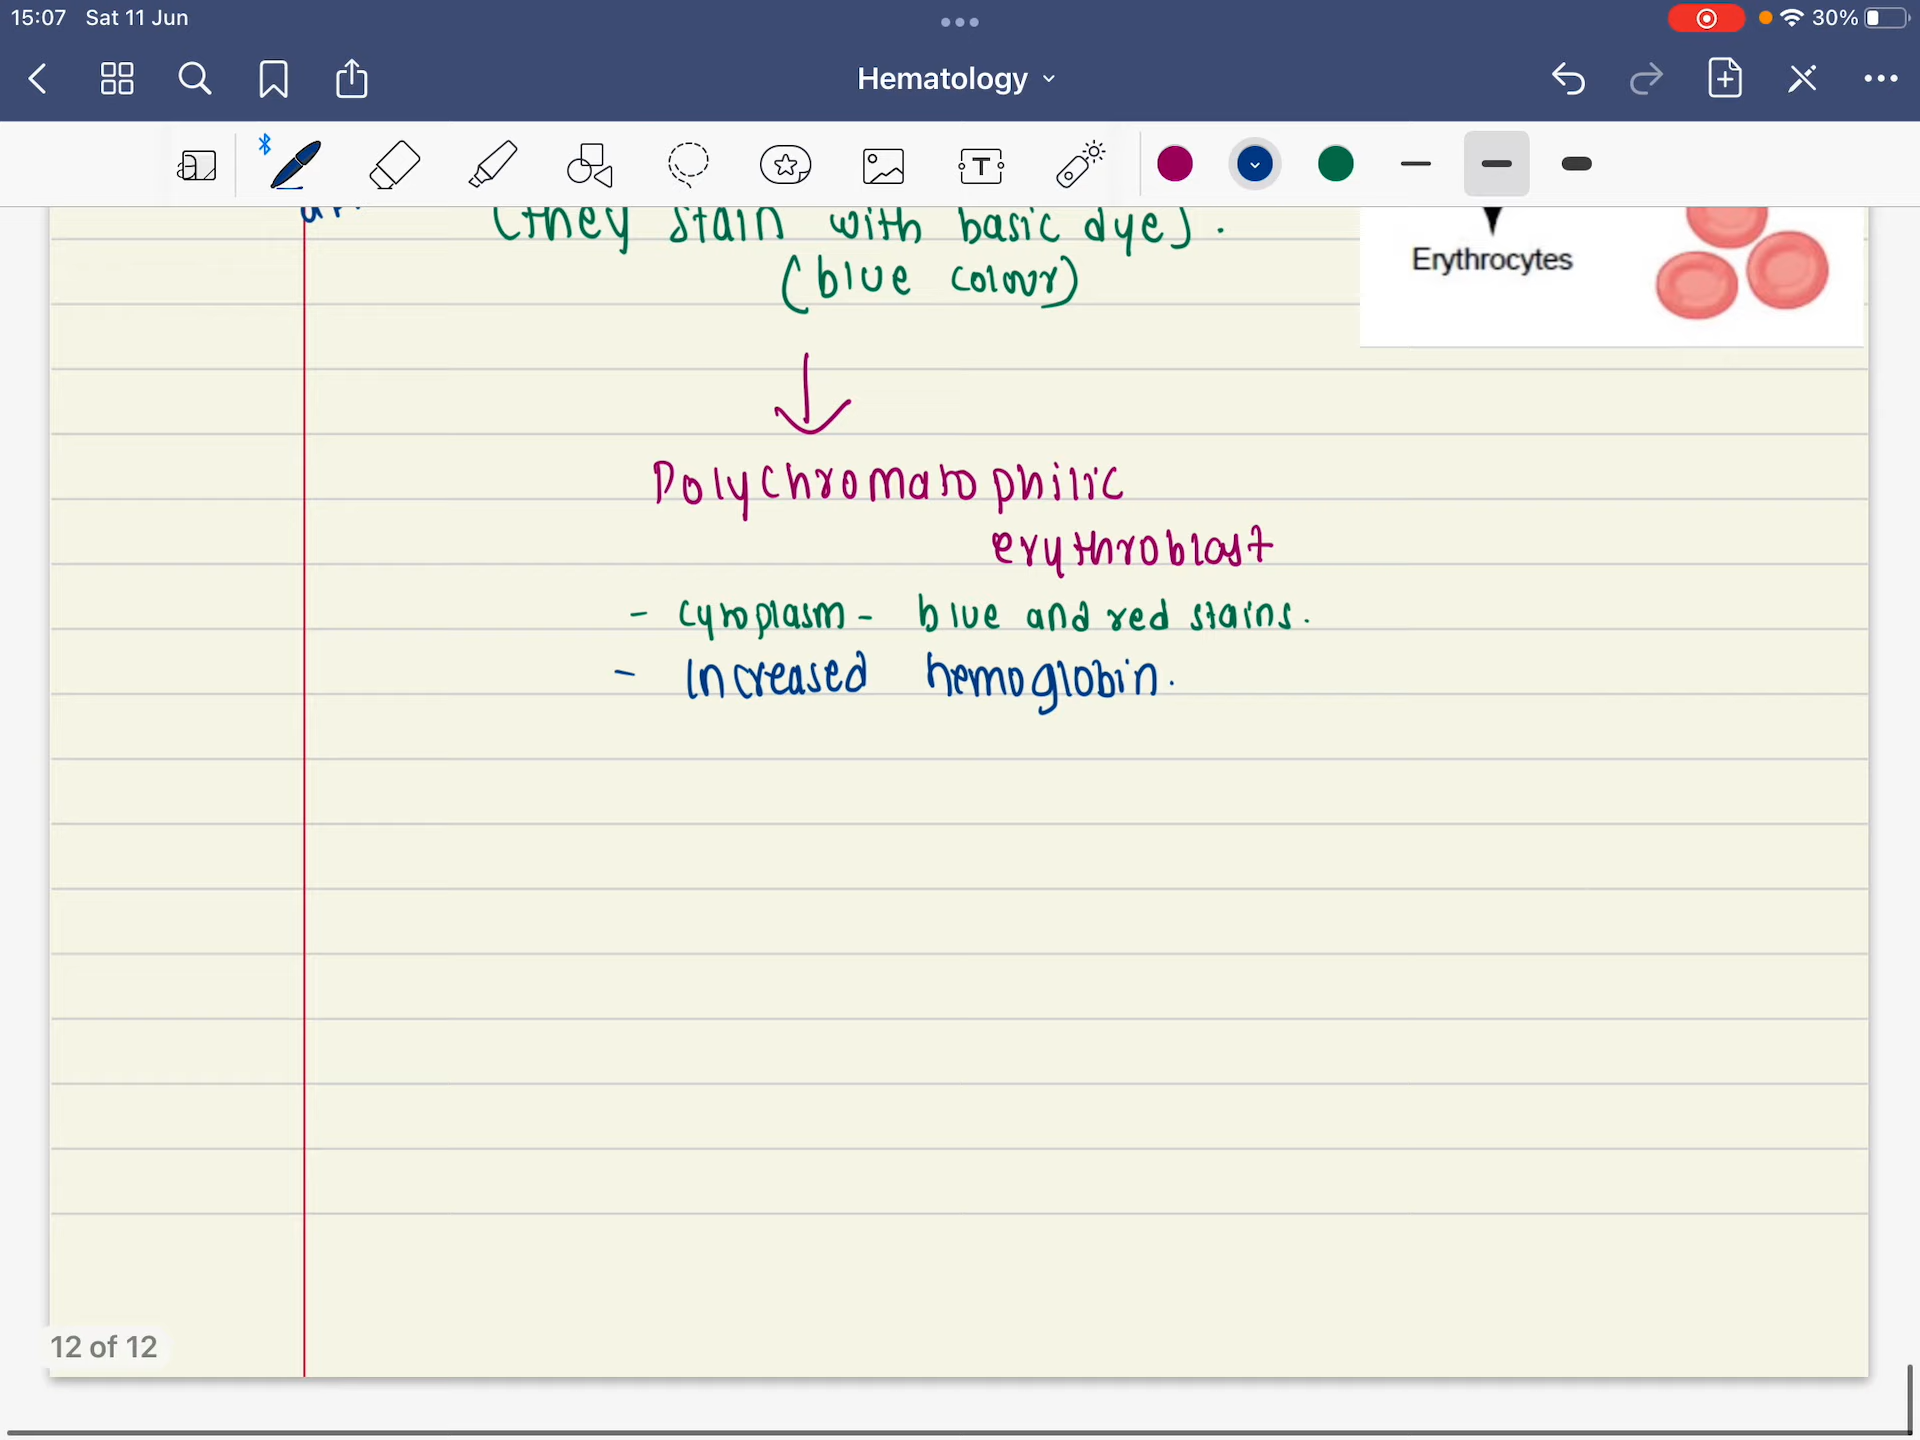 15:07 Sat 11 Jun
30%
Hematology
T
(they stain with basic dye).
(blue colour)
Erythrocytes
Polychromatophilic
erythroblast
- cytoplasm - blue and red stains.
- Increased hemoglobin.
12 of 12